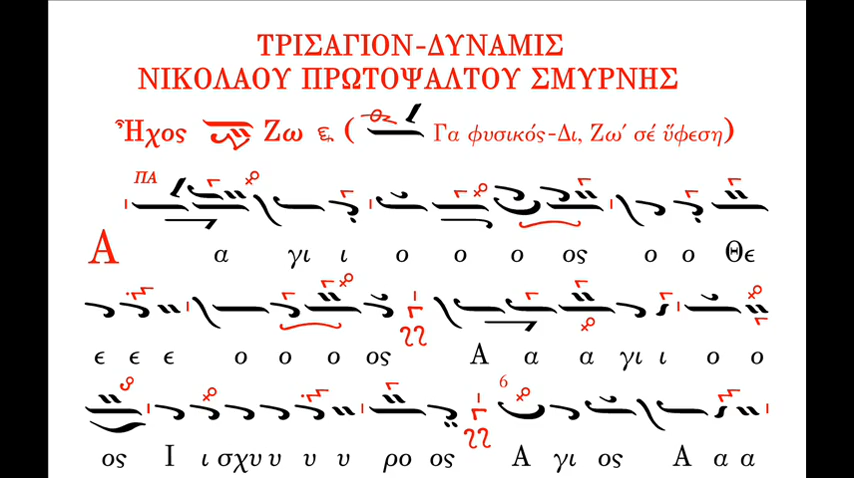 ΤΡΙΣΑΓΙΟΝ-ΔΥΝΑΜΙΣ
ΝΙΚΟΛΑΟΥ ΠΡΩΤΟΨΑΛΤΟΥ ΣΜΥΡΝΗΣ
Ἦχος Ζω ( Γα φυσικός-Δι, Ζω΄ σέ ὕφεση)
ΠΑ
Α α γι ι ο ο ο ος ο ο Θε
ε ε ε ο ο ο ος Α α α γι ι ο ο
6
ος Ι ι σχυ υ υ υ ρο ος Α γι ος Α α α